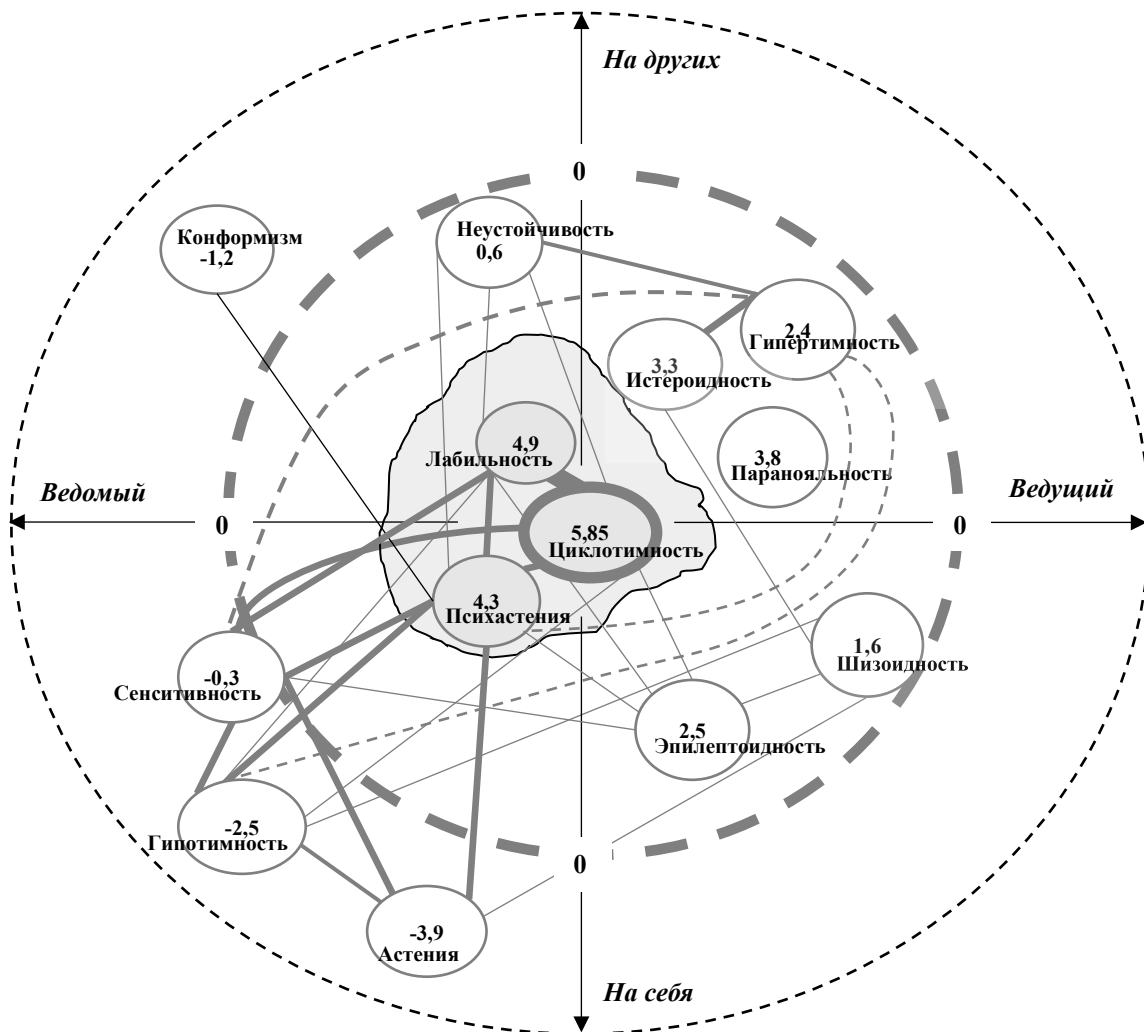 На других
0
Неустойчивость
0,6
Конформизм
-1,2
2,4
Гипертимность
3,3
Истероидность
4,9
Лабильность
3,8
Паранояльность
Ведомый
Ведущий
0
0
5,85
Циклотимность
4,3
Психастения
1,6
Шизоидность
-0,3
Сенситивность
2,5
Эпилептоидность
-2,5
Гипотимность
0
-3,9
Астения
На себя